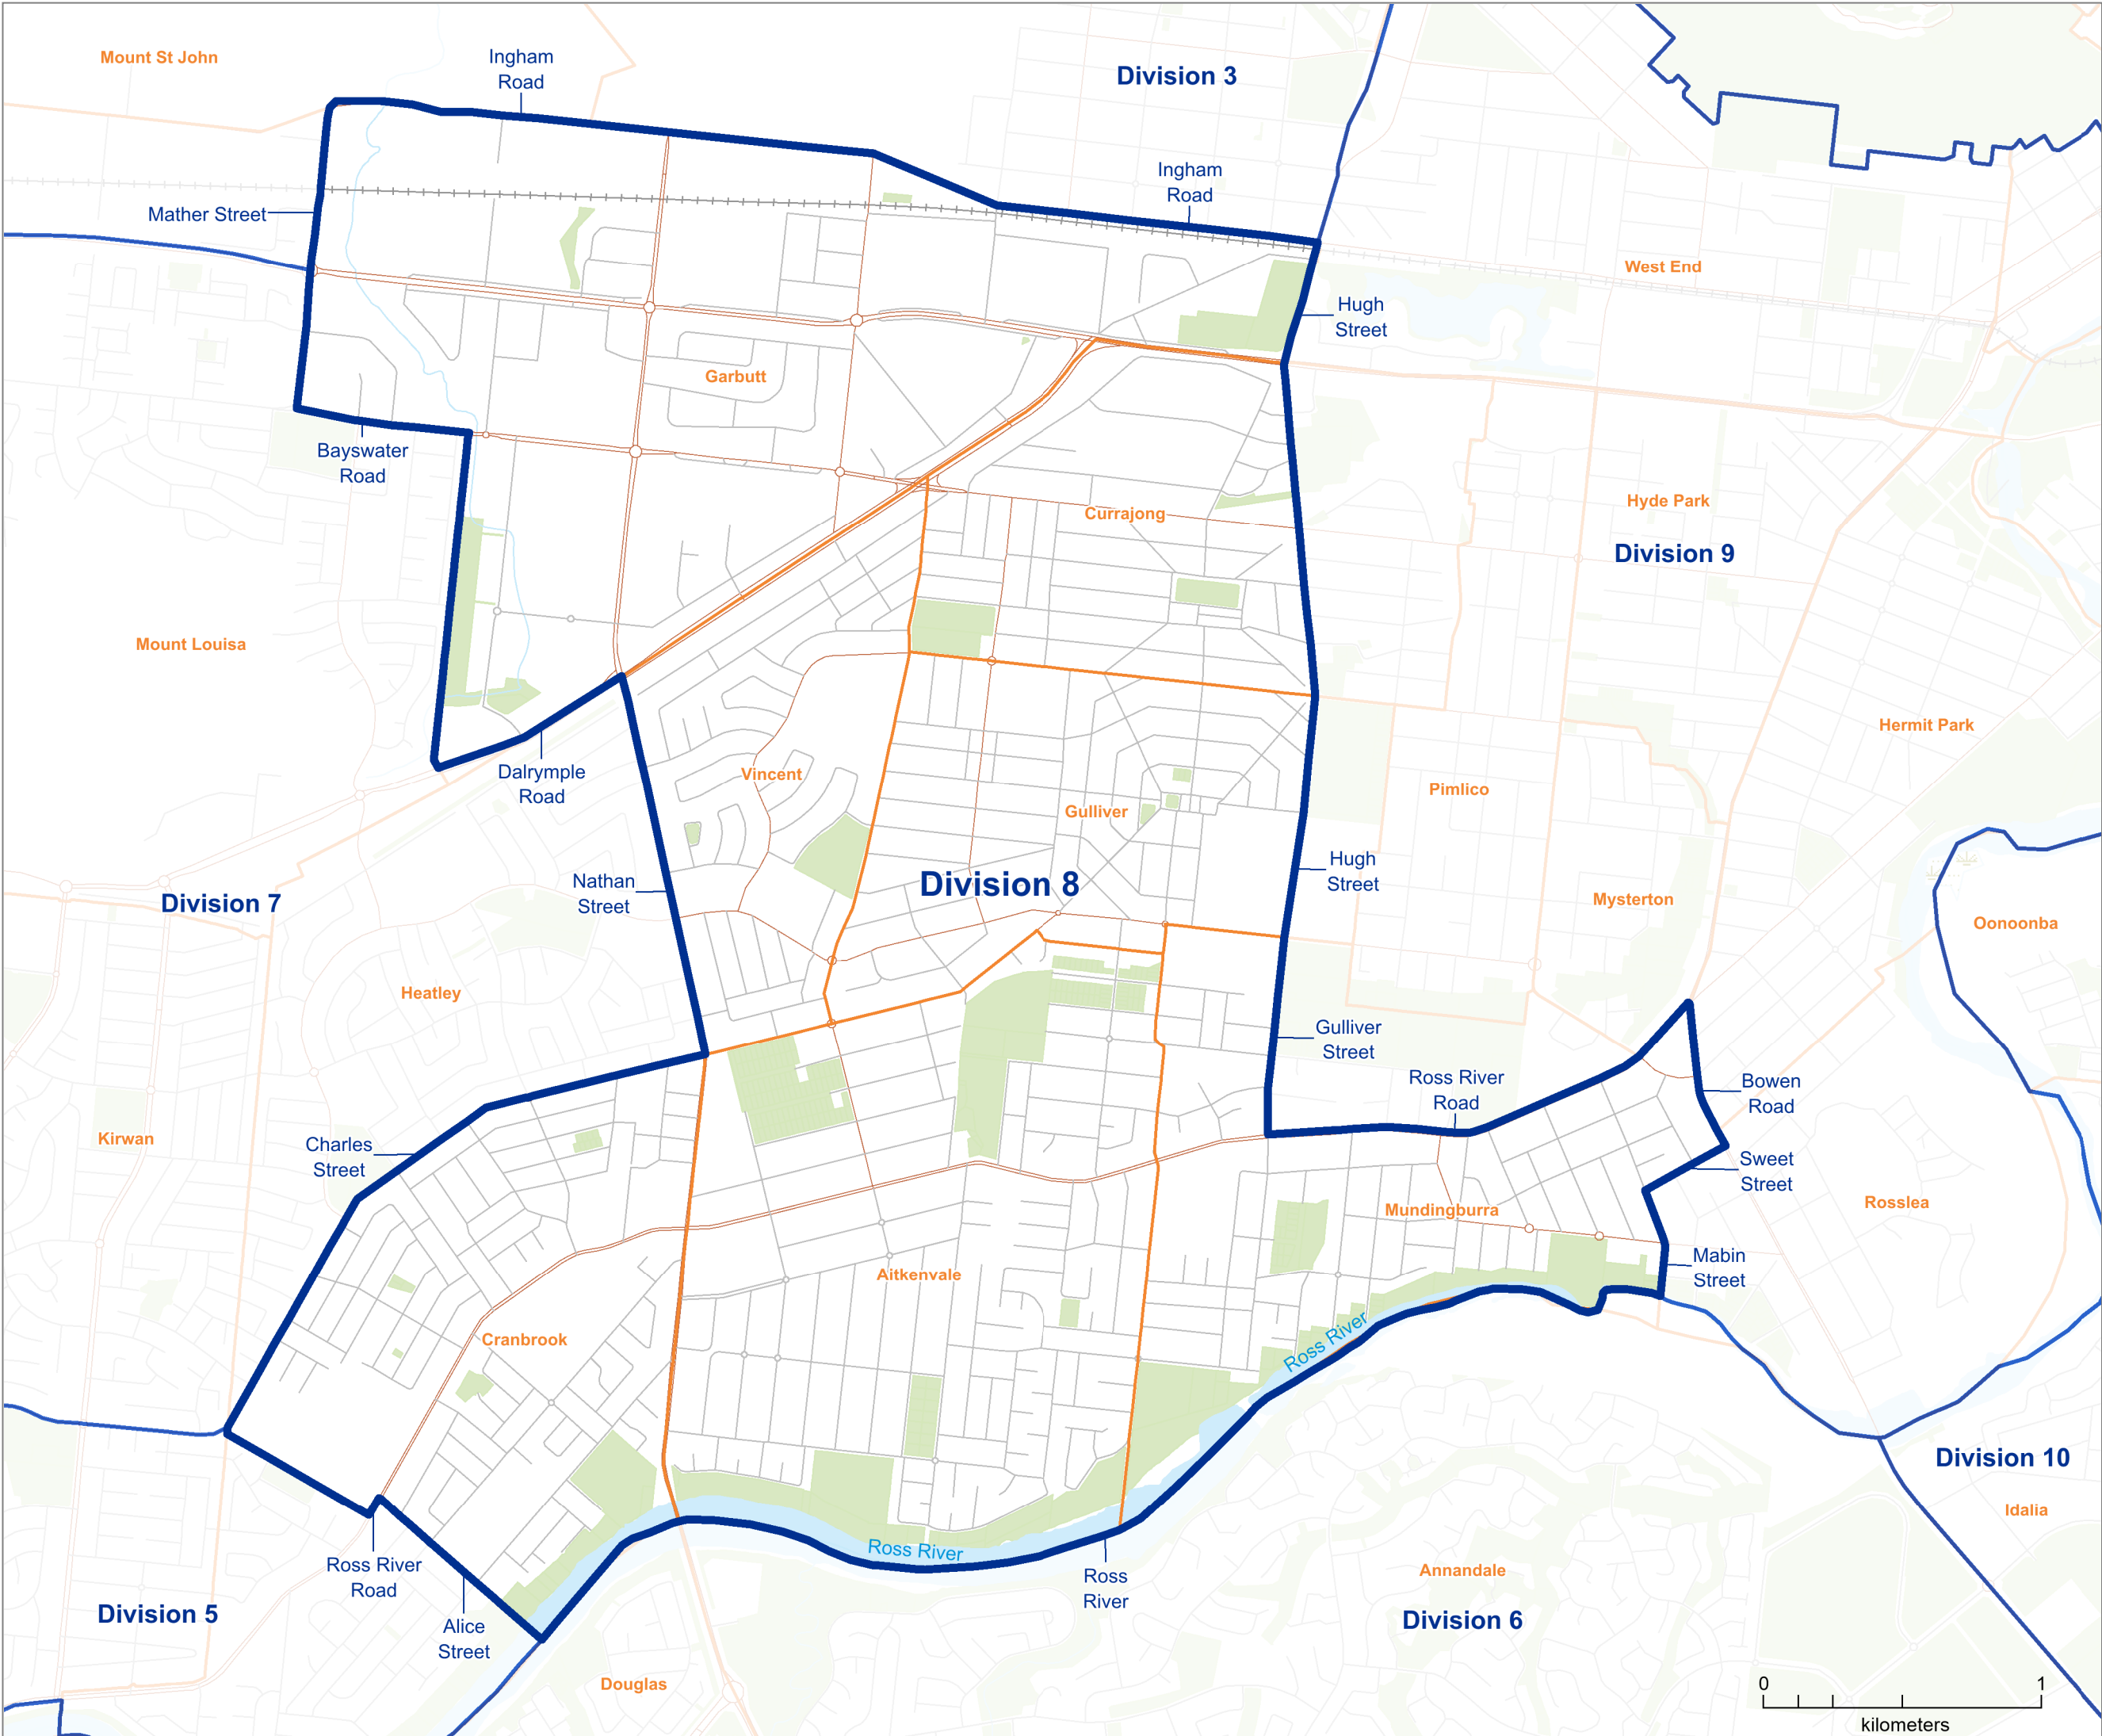 Mount St John
Ingham
Road
Division 3
Ingham
Road
Mather Street
West End
Hugh
Street
Garbutt
Bayswater
Road
Currajong
Hyde Park
Division 9
Mount Louisa
Hermit Park
Vincent
Dalrymple
Road
Pimlico
Gulliver
Hugh
Street
Division 8
Nathan
Street
Division 7
Mysterton
Oonoonba
Heatley
Gulliver
Street
Ross River
Road
Bowen
Road
Kirwan
Charles
Street
Sweet
Street
Rosslea
Mundingburra
Mabin
Street
Aitkenvale
Cranbrook
Ross River
Division 10
Idalia
Ross River
Ross River
Road
Ross
River
Annandale
Division 5
Division 6
Alice
Street
Douglas
0 1
kilometers